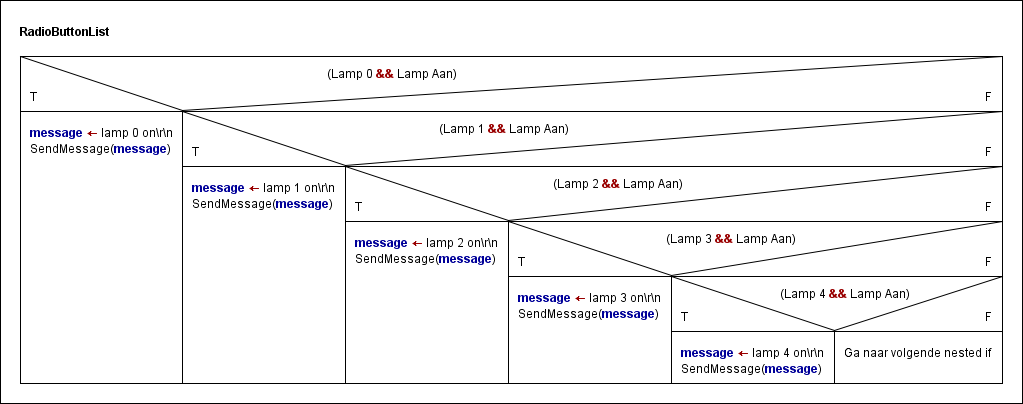 RadioButtonList
(Lamp 0 && Lamp Aan)
T
F
message ← lamp 0 on\r\n
SendMessage(message)
(Lamp 1 && Lamp Aan)
T
F
message ← lamp 1 on\r\n
SendMessage(message)
(Lamp 2 && Lamp Aan)
T
F
message ← lamp 2 on\r\n
SendMessage(message)
(Lamp 3 && Lamp Aan)
T
F
message ← lamp 3 on\r\n
SendMessage(message)
(Lamp 4 && Lamp Aan)
T
F
message ← lamp 4 on\r\n
SendMessage(message)
Ga naar volgende nested if